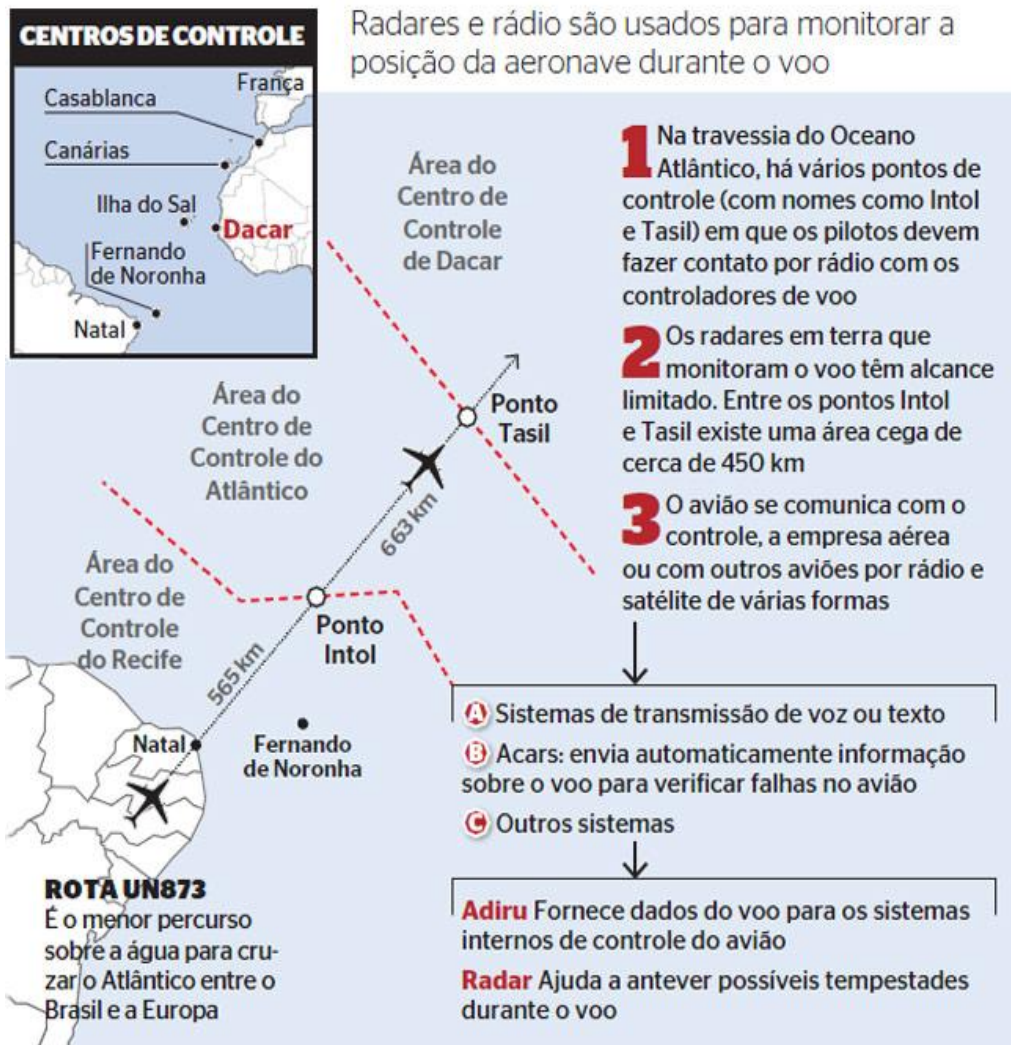 CENTROS DE CONTROLE
França
Casablanca
Canárias
Ilha do Sal
Dacar
Fernando
de Noronha
Natal
Radares e rádio são usados para monitorar a
posição da aeronave durante o voo
Área do
Centro de
Controle
de Dacar
Ponto
Tasil
Área do
Centro de
Controle do
Atlântico
663 km
Área do
Centro de
Controle
do Recife
Ponto
Intol
565 km
Natal
Fernando
de Noronha
ROTA UN873
É o menor percurso
sobre a água para cru-
zar o Atlântico entre o
Brasil e a Europa
1 Na travessia do Oceano
Atlântico, há vários pontos de
controle (com nomes como Intol
e Tasil) em que os pilotos devem
fazer contato por rádio com os
controladores de voo
2 Os radares em terra que
monitoram o voo têm alcance
limitado. Entre os pontos Intol
e Tasil existe uma área cega de
cerca de 450 km
3 O avião se comunica com o
controle, a empresa aérea
ou com outros aviões por rádio e
satélite de várias formas
A Sistemas de transmissão de voz ou texto
B Acars: envia automaticamente informação
sobre o voo para verificar falhas no avião
C Outros sistemas
Adiru Fornece dados do voo para os sistemas
internos de controle do avião
Radar Ajuda a antever possíveis tempestades
durante o voo